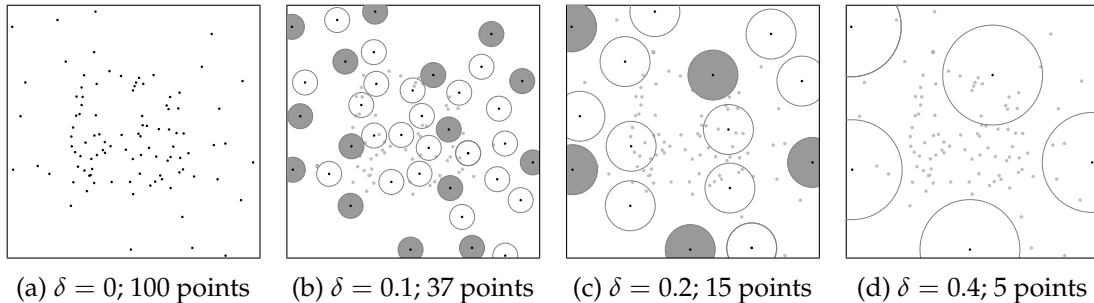 (a) δ = 0; 100 points
(b) δ = 0.1; 37 points
(c) δ = 0.2; 15 points
(d) δ = 0.4; 5 points